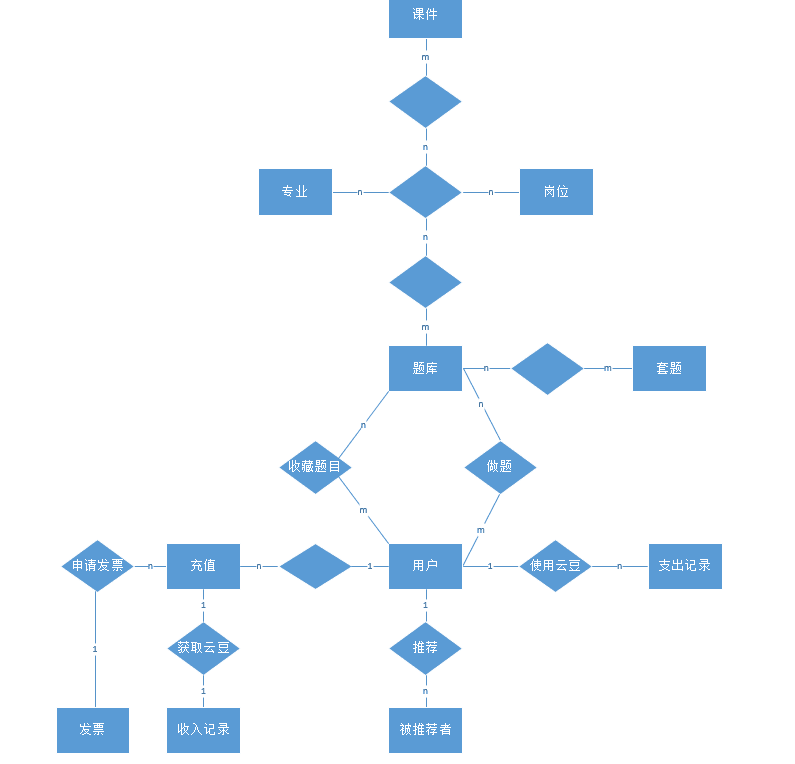 课件
m
n
专业
n
n
岗位
n
m
题库
n
m
套题
n
n
收藏题目
做题
m
m
申请发票
n
充值
n
1
用户
1
使用云豆
n
支出记录
1
1
1
获取云豆
推荐
1
n
发票
收入记录
被推荐者